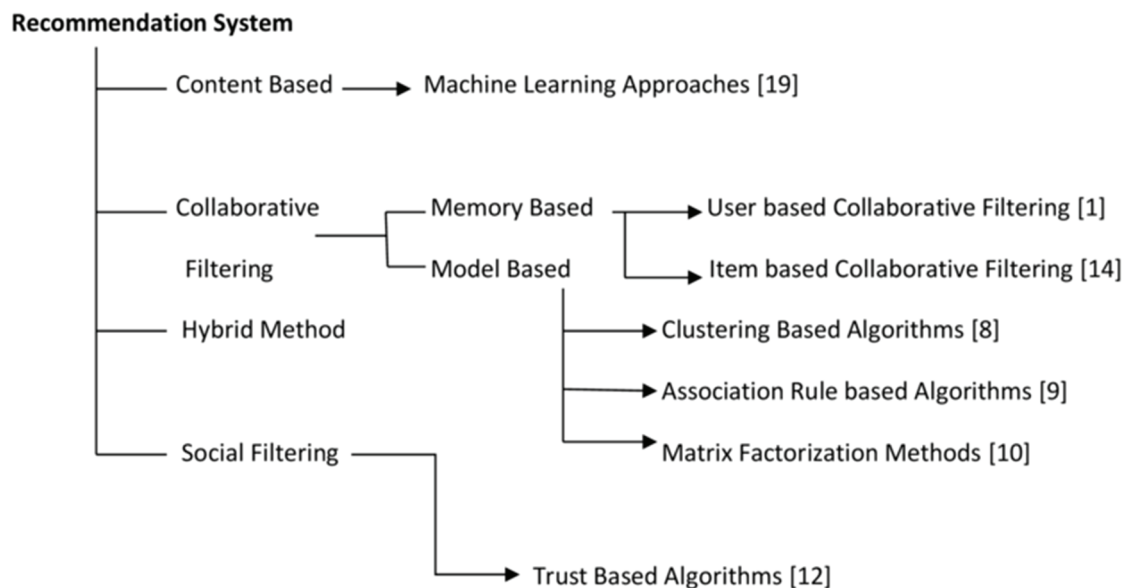 Recommendation System
Content Based Machine Learning Approaches [19]
Collaborative Memory Based User based Collaborative Filtering [1]
Filtering Model Based Item based Collaborative Filtering [14]
Hybrid Method Clustering Based Algorithms [8]
Association Rule based Algorithms [9]
Social Filtering Matrix Factorization Methods [10]
Trust Based Algorithms [12]